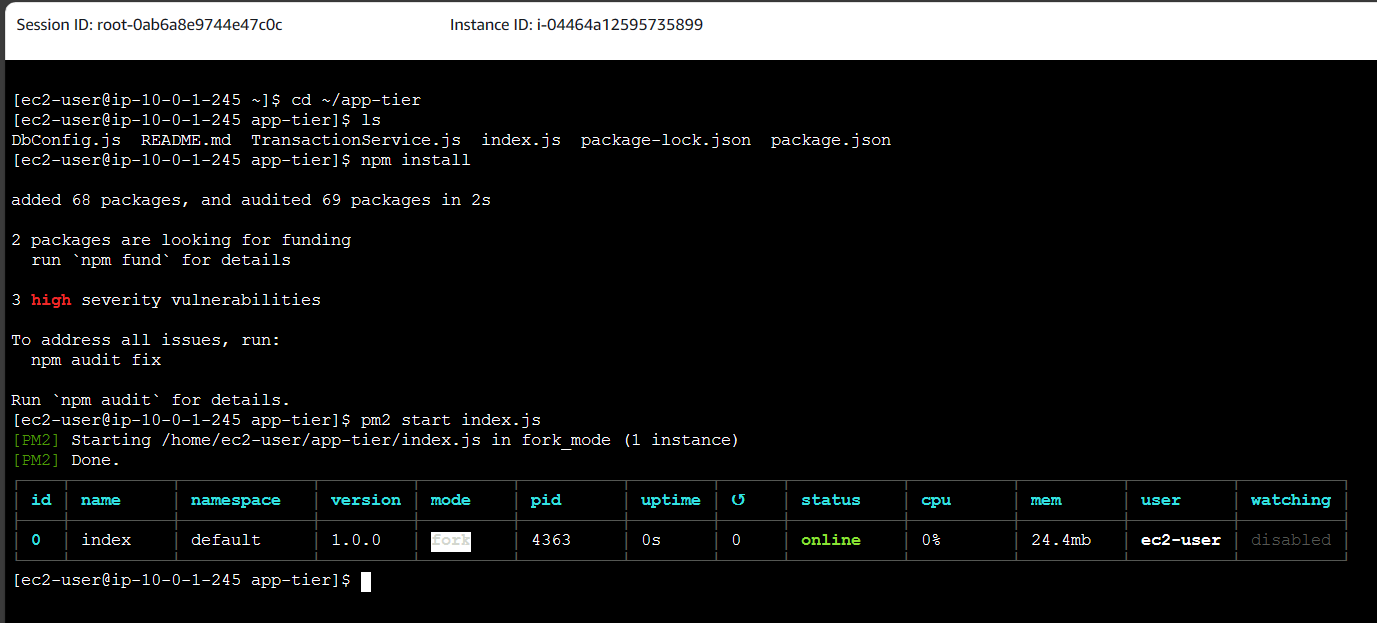 Session ID: root-0ab6a8e9744e47c0c Instance ID: i-04464a12595735899
[ec2-user@ip-10-0-1-245 ~]$ cd ~/app-tier
[ec2-user@ip-10-0-1-245 app-tier]$ ls
DbConfig.js README.md TransactionService.js index.js package-lock.json package.json
[ec2-user@ip-10-0-1-245 app-tier]$ npm install
added 68 packages, and audited 69 packages in 2s
2 packages are looking for funding
run `npm fund` for details
3 high severity vulnerabilities
To address all issues, run:
npm audit fix
Run `npm audit` for details.
[ec2-user@ip-10-0-1-245 app-tier]$ pm2 start index.js
[PM2] Starting /home/ec2-user/app-tier/index.js in fork_mode (1 instance)
[PM2] Done.
id name namespace version mode pid uptime ↺ status cpu mem user watching
0 index default 1.0.0 fork 4363 0s 0 online 0% 24.4mb ec2-user disabled
[ec2-user@ip-10-0-1-245 app-tier]$